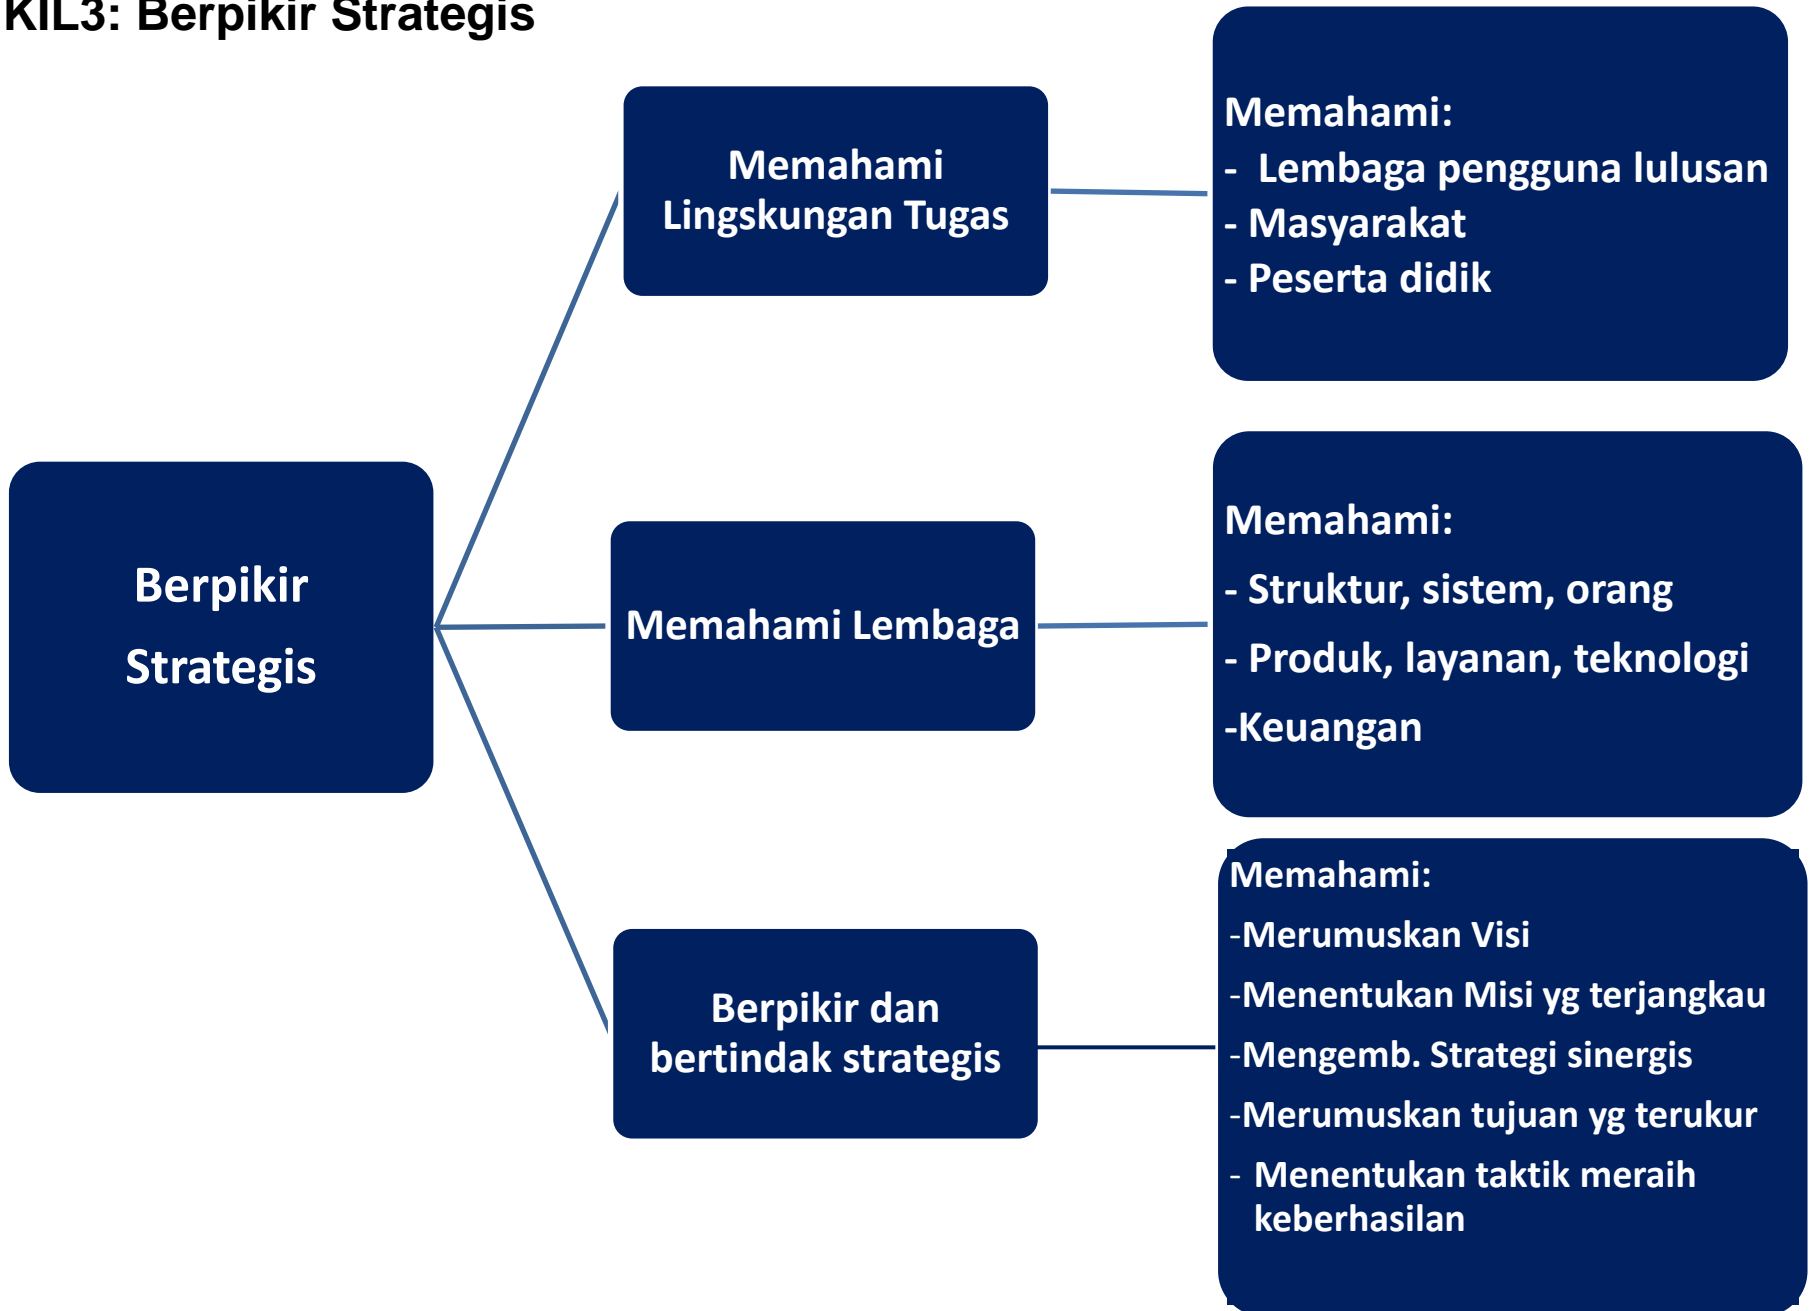 KIL3: Berpikir Strategis
Berpikir
Strategis
Memahami
Lingskungan Tugas
Memahami:
- Lembaga pengguna lulusan
- Masyarakat
- Peserta didik
Memahami Lembaga
Memahami:
- Struktur, sistem, orang
- Produk, layanan, teknologi
-Keuangan
Berpikir dan
bertindak strategis
Memahami:
-Merumuskan Visi
-Menentukan Misi yg terjangkau
-Mengemb. Strategi sinergis
-Merumuskan tujuan yg terukur
- Menentukan taktik meraih
keberhasilan